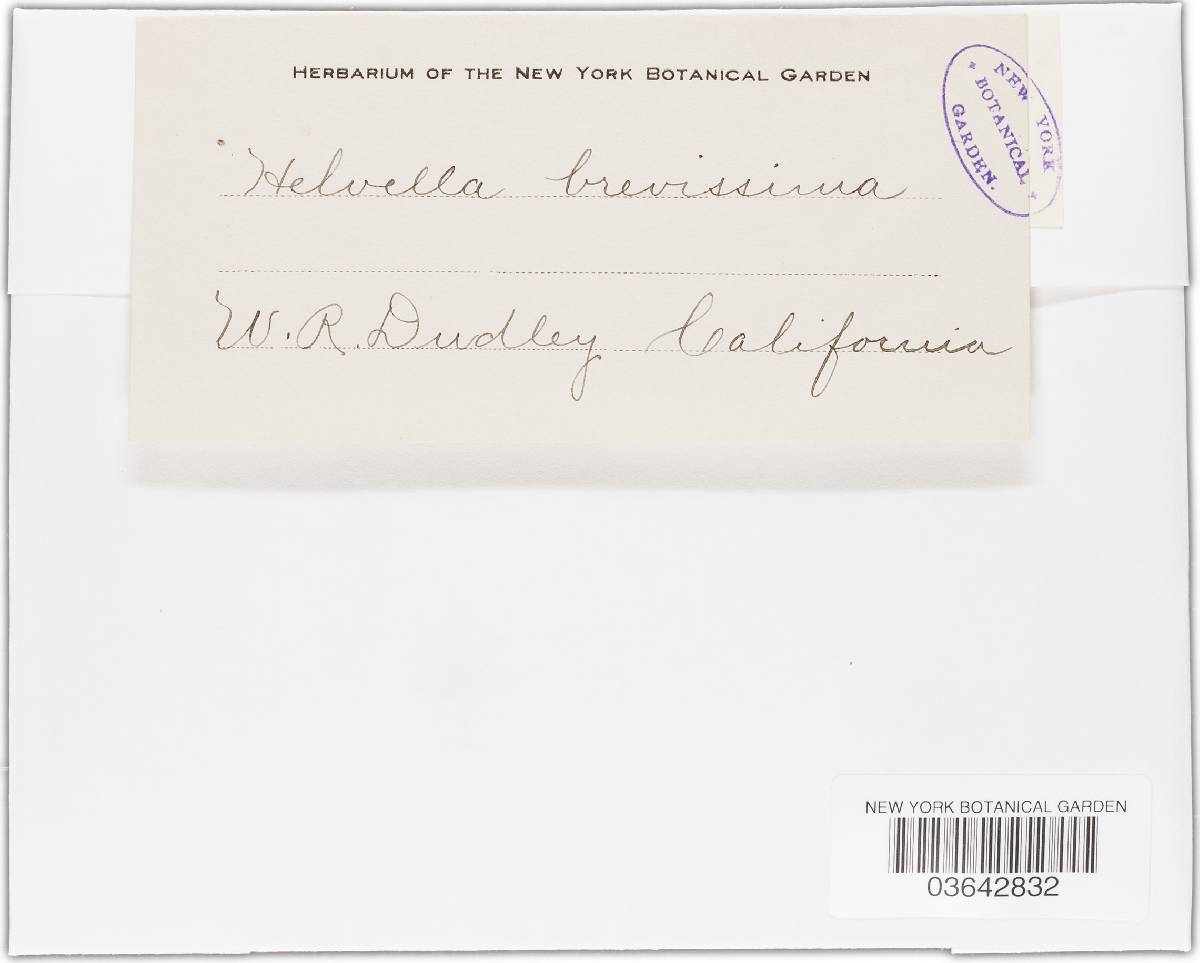 HERBARIUM OF THE NEW YORK BOTANICAL GARDEN
* NEW YORK *
BOTANICAL
GARDEN.
Helvella brevissima
W. R. Dudley California
NEW YORK BOTANICAL GARDEN
03642832